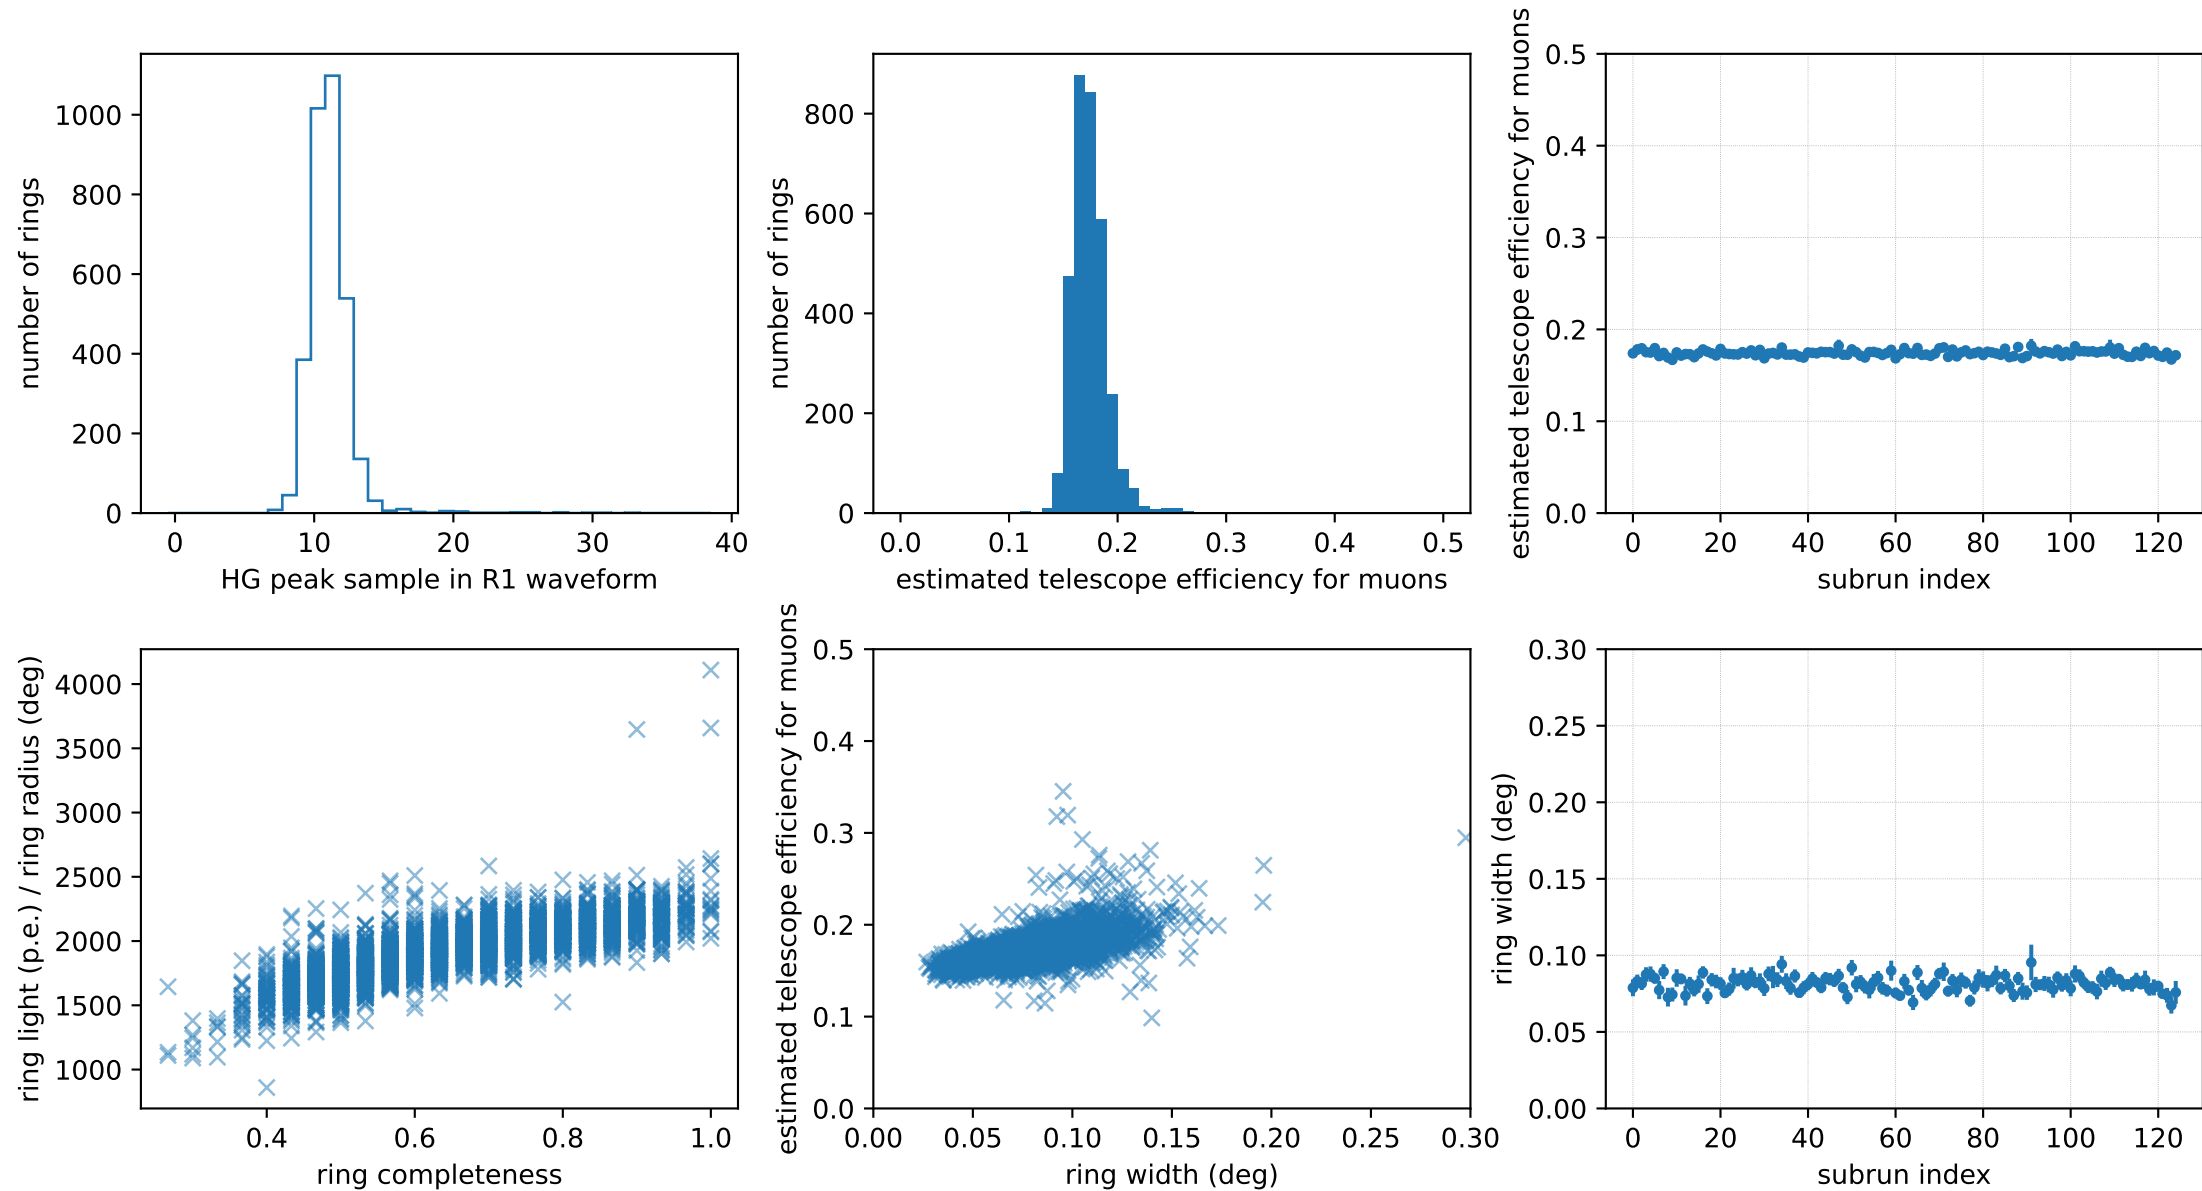 number of rings
1000
800
600
400
200
0
0 10 20 30 40
HG peak sample in R1 waveform
number of rings
800
600
400
200
0
0.0 0.1 0.2 0.3 0.4 0.5
estimated telescope efficiency for muons
estimated telescope efficiency for muons
0.5
0.4
0.3
0.2
0.1
0.0
0 20 40 60 80 100 120
subrun index
ring light (p.e.) / ring radius (deg)
4000
3500
3000
2500
2000
1500
1000
0.4 0.6 0.8 1.0
ring completeness
estimated telescope efficiency for muons
0.5
0.4
0.3
0.2
0.1
0.0
0.00 0.05 0.10 0.15 0.20 0.25 0.30
ring width (deg)
ring width (deg)
0.30
0.25
0.20
0.15
0.10
0.05
0.00
0 20 40 60 80 100 120
subrun index